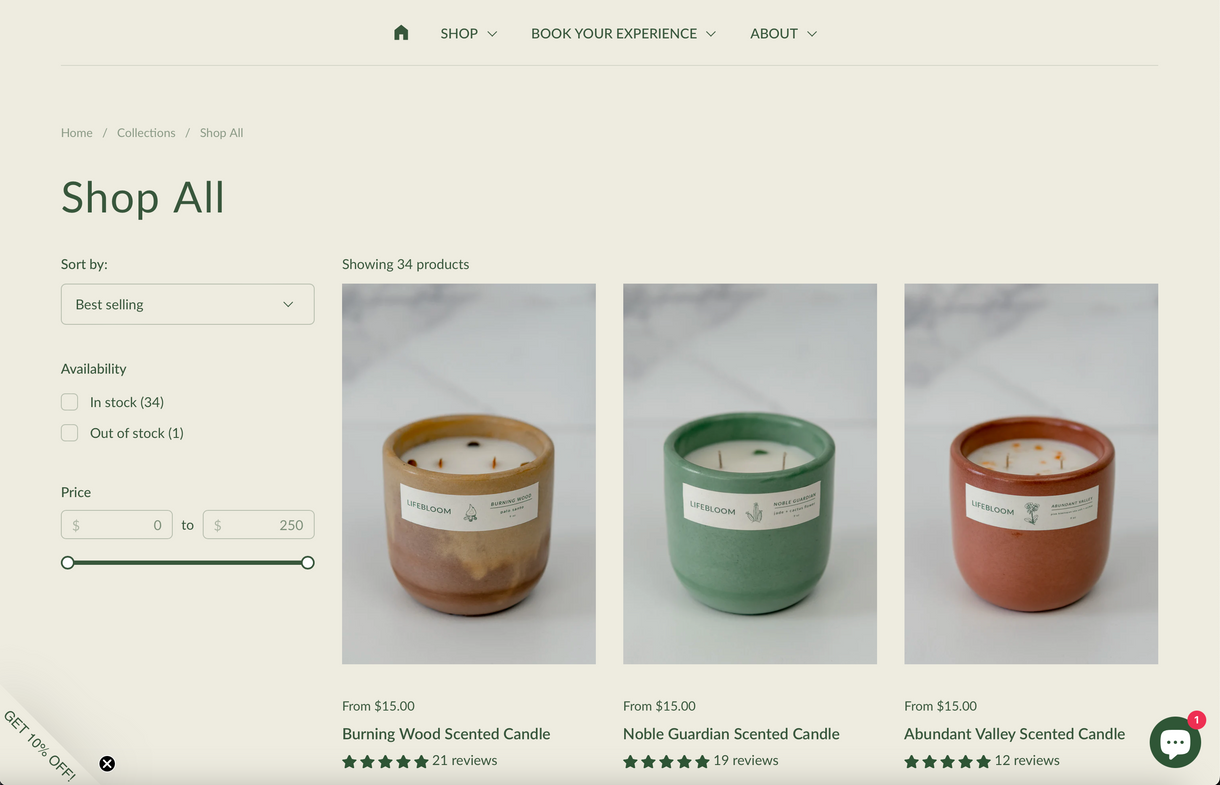 SHOP
BOOK YOUR EXPERIENCE
ABOUT
Home / Collections / Shop All
Shop All
Sort by:
Best selling
Availability
In stock (34)
Out of stock (1)
Price
$ 0 to $ 250
Showing 34 products
LIFEBLOOM
BURNING WOOD
LIFEBLOOM
NOBLE GUARDIAN
LIFEBLOOM
ABUNDANT VALLEY
From $15.00
Burning Wood Scented Candle
21 reviews
From $15.00
Noble Guardian Scented Candle
19 reviews
From $15.00
Abundant Valley Scented Candle
12 reviews
GET 10% OFF!
1